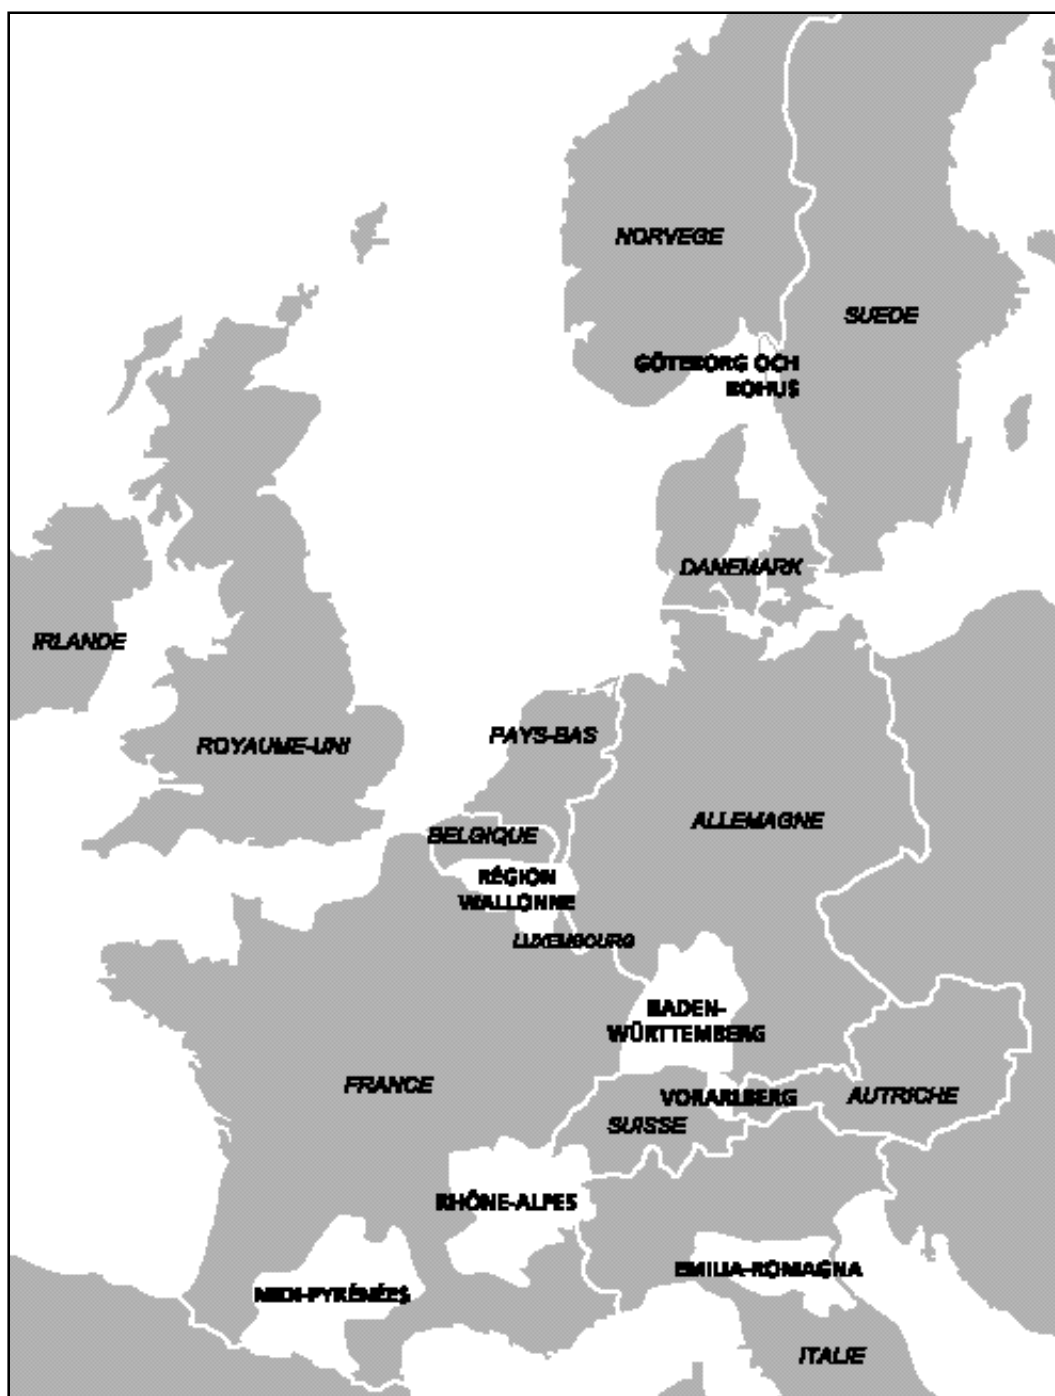 NORVEGE
SUEDE
GÖTEBORG OCH
BOHUS
DANEMARK
IRLANDE
ROYAUME-UNI
PAYS-BAS
ALLEMAGNE
BELGIQUE
RÉGION
WALLONNE
LUXEMBOURG
BADEN-
WÜRTTEMBERG
FRANCE
VORARLBERG
AUTRICHE
SUISSE
RHÔNE-ALPES
EMILIA-ROMAGNA
MIDI-PYRÉNÉES
ITALIE